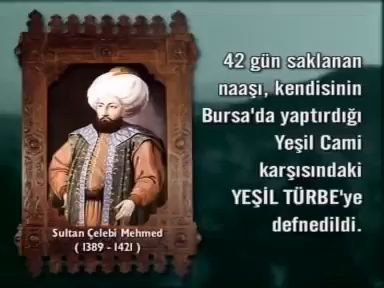 42 gün saklanan
naaşı, kendisinin
Bursa'da yaptırdığı
Yeşil Cami
karşısındaki
YEŞİL TÜRBE'ye
defnedildi.
Sultan Çelebi Mehmed
( 1389 - 1421 )